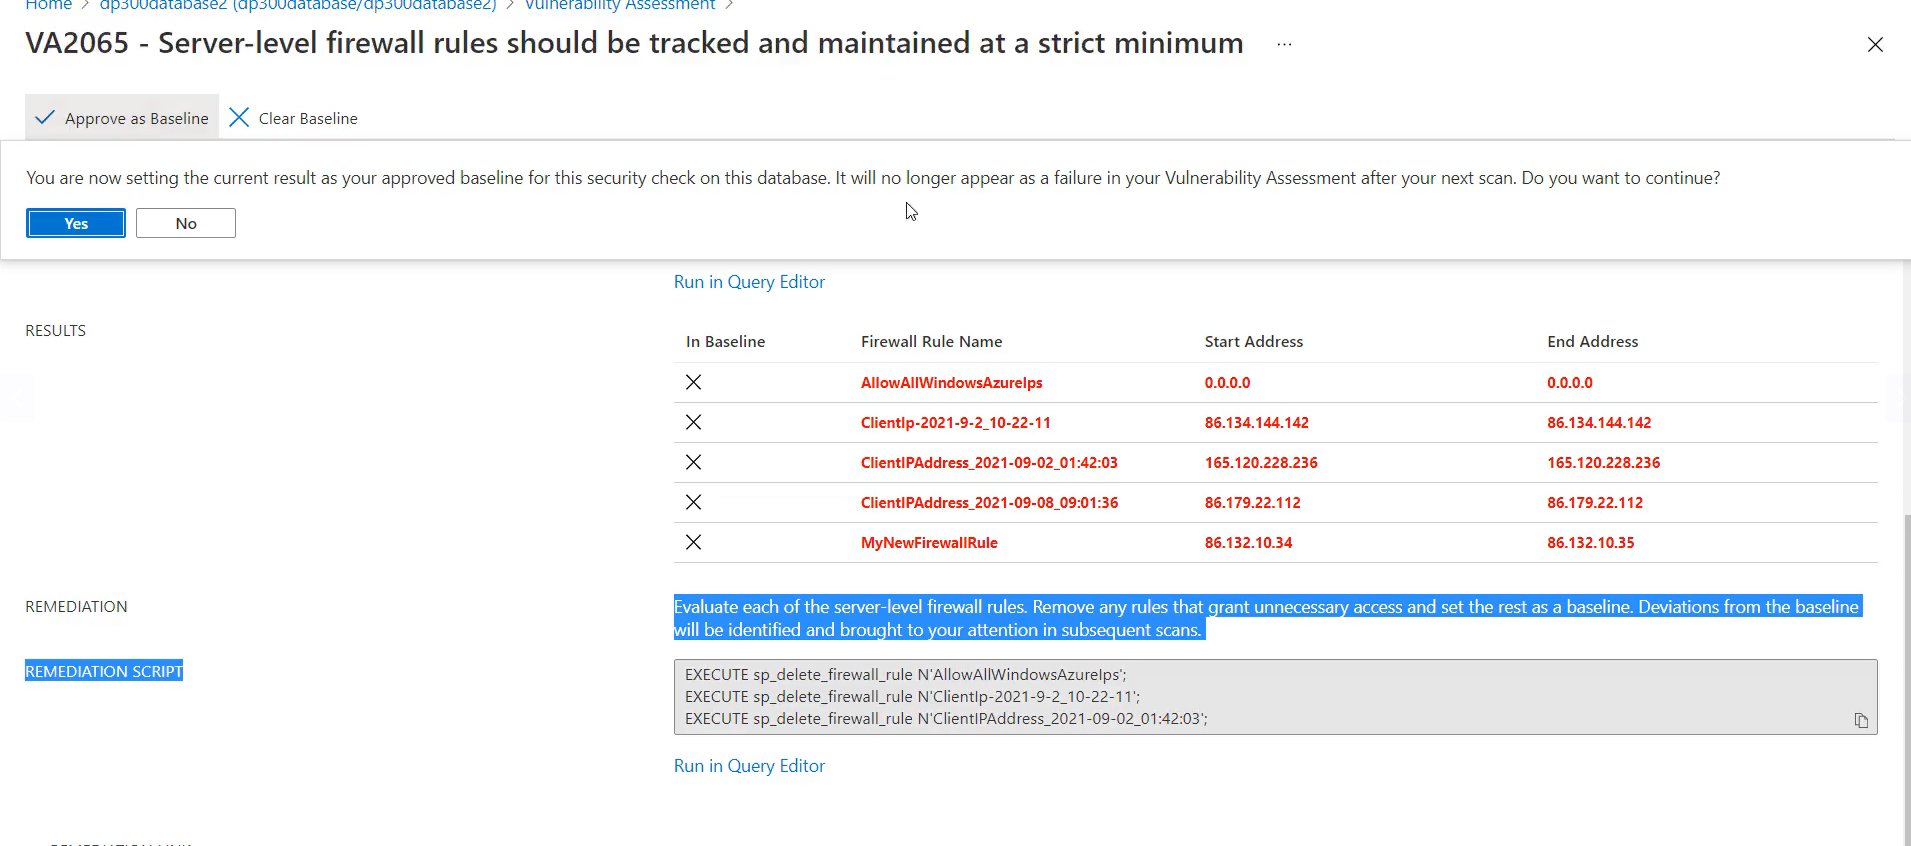 Home > dp300database2 (dp300database/dp300database2) > Vulnerability Assessment >
VA2065 - Server-level firewall rules should be tracked and maintained at a strict minimum ...
Approve as Baseline Clear Baseline
You are now setting the current result as your approved baseline for this security check on this database. It will no longer appear as a failure in your Vulnerability Assessment after your next scan. Do you want to continue?
Yes No
Run in Query Editor
RESULTS
In Baseline Firewall Rule Name Start Address End Address
AllowAllWindowsAzureIps 0.0.0.0 0.0.0.0
ClientIp-2021-9-2_10-22-11 86.134.144.142 86.134.144.142
ClientIPAddress_2021-09-02_01:42:03 165.120.228.236 165.120.228.236
ClientIPAddress_2021-09-08_09:01:36 86.179.22.112 86.179.22.112
MyNewFirewallRule 86.132.10.34 86.132.10.35
REMEDIATION
Evaluate each of the server-level firewall rules. Remove any rules that grant unnecessary access and set the rest as a baseline. Deviations from the baseline
will be identified and brought to your attention in subsequent scans.
REMEDIATION SCRIPT
EXECUTE sp_delete_firewall_rule N'AllowAllWindowsAzureIps';
EXECUTE sp_delete_firewall_rule N'ClientIp-2021-9-2_10-22-11';
EXECUTE sp_delete_firewall_rule N'ClientIPAddress_2021-09-02_01:42:03';
Run in Query Editor